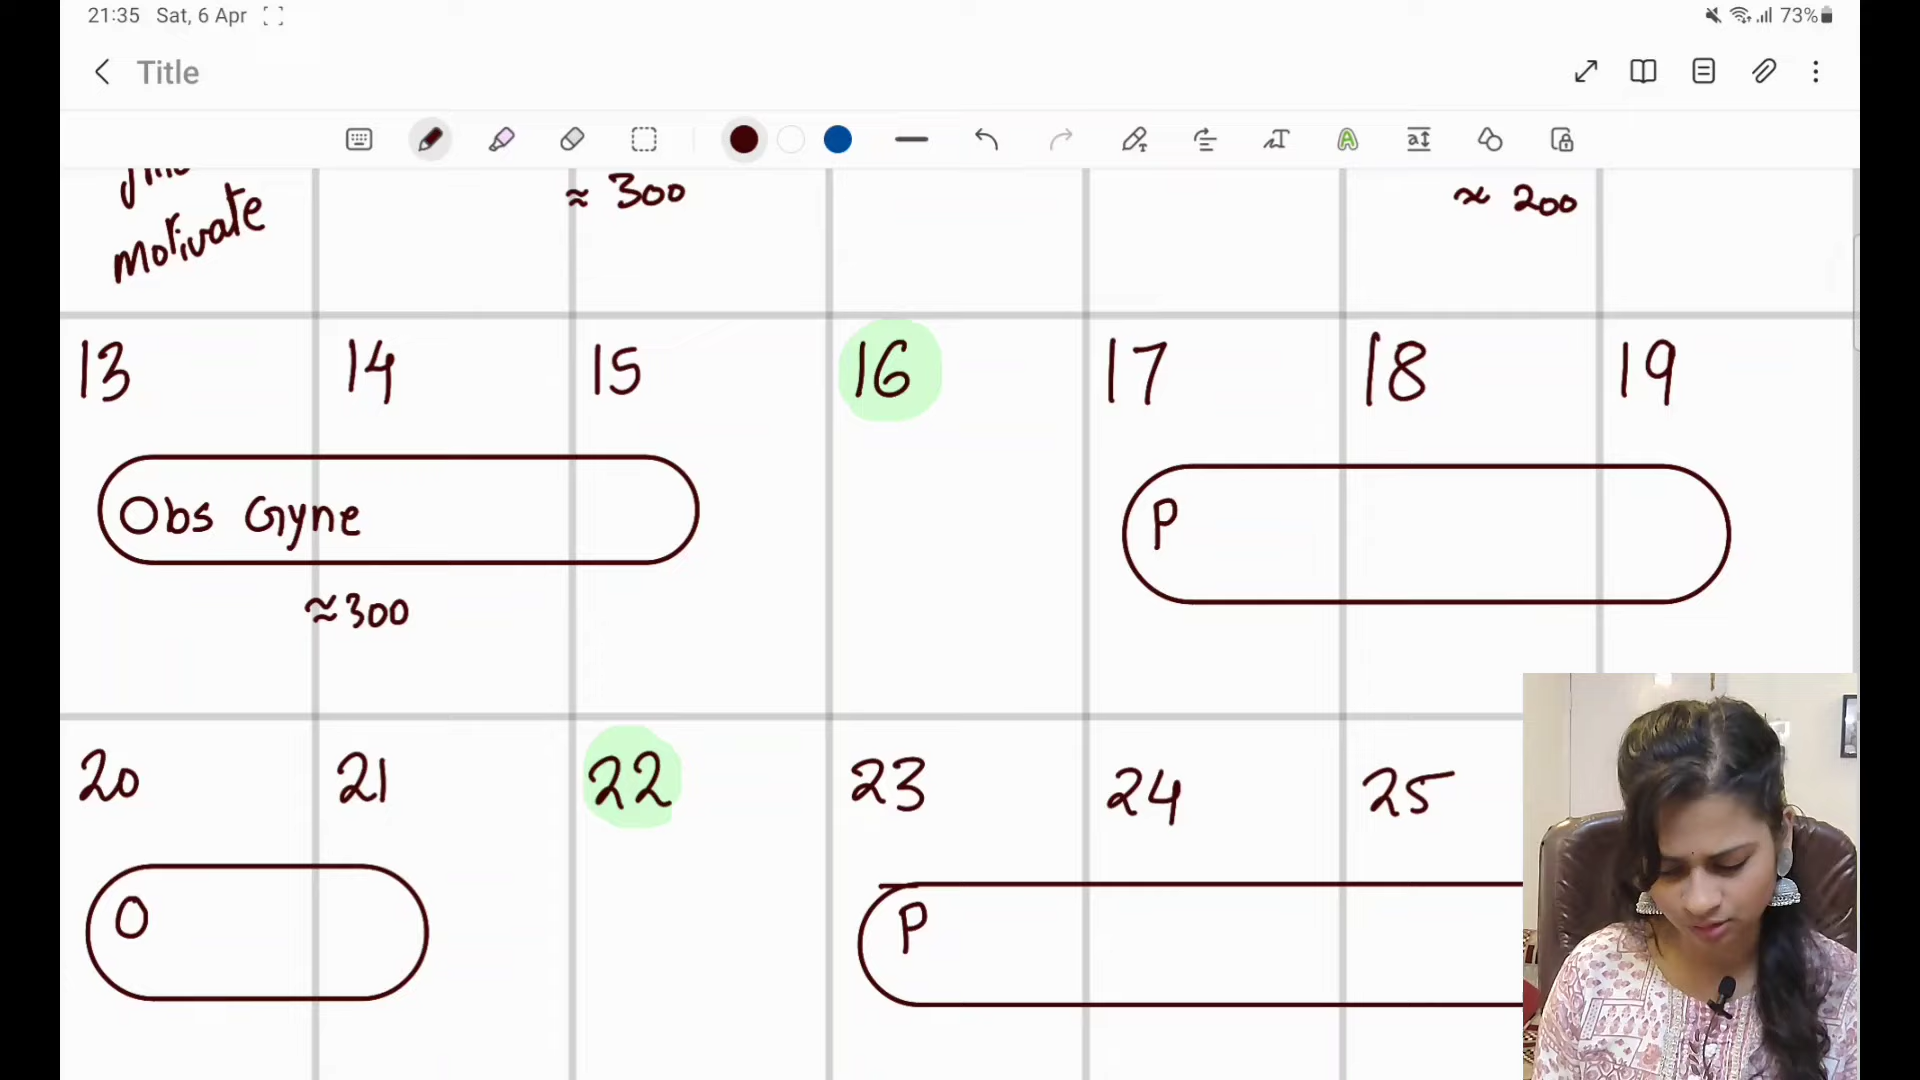 21:35 Sat, 6 Apr
73%
Title
motivate
≈ 300
≈ 200
13 14 15 16 17 18 19
Obs Gyne
P
≈300
20 21 22 23 24 25
O
P